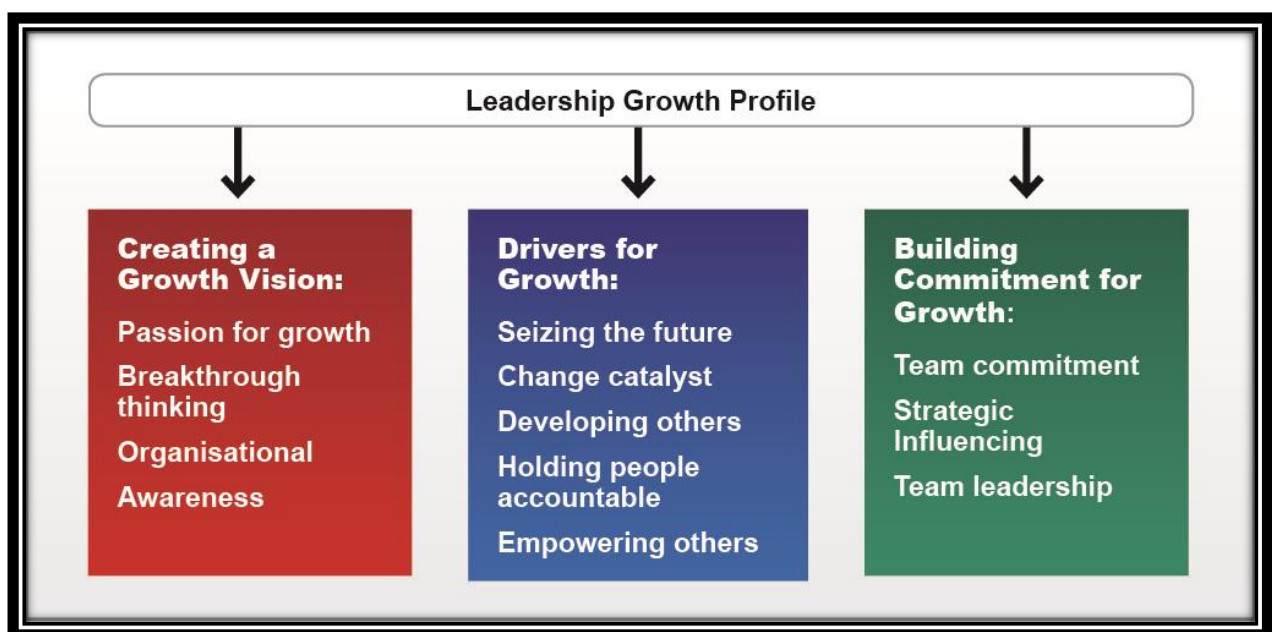 Leadership Growth Profile
Creating a
Growth Vision:
Passion for growth
Breakthrough
thinking
Organisational
Awareness
Drivers for
Growth:
Seizing the future
Change catalyst
Developing others
Holding people
accountable
Empowering others
Building
Commitment for
Growth:
Team commitment
Strategic
Influencing
Team leadership